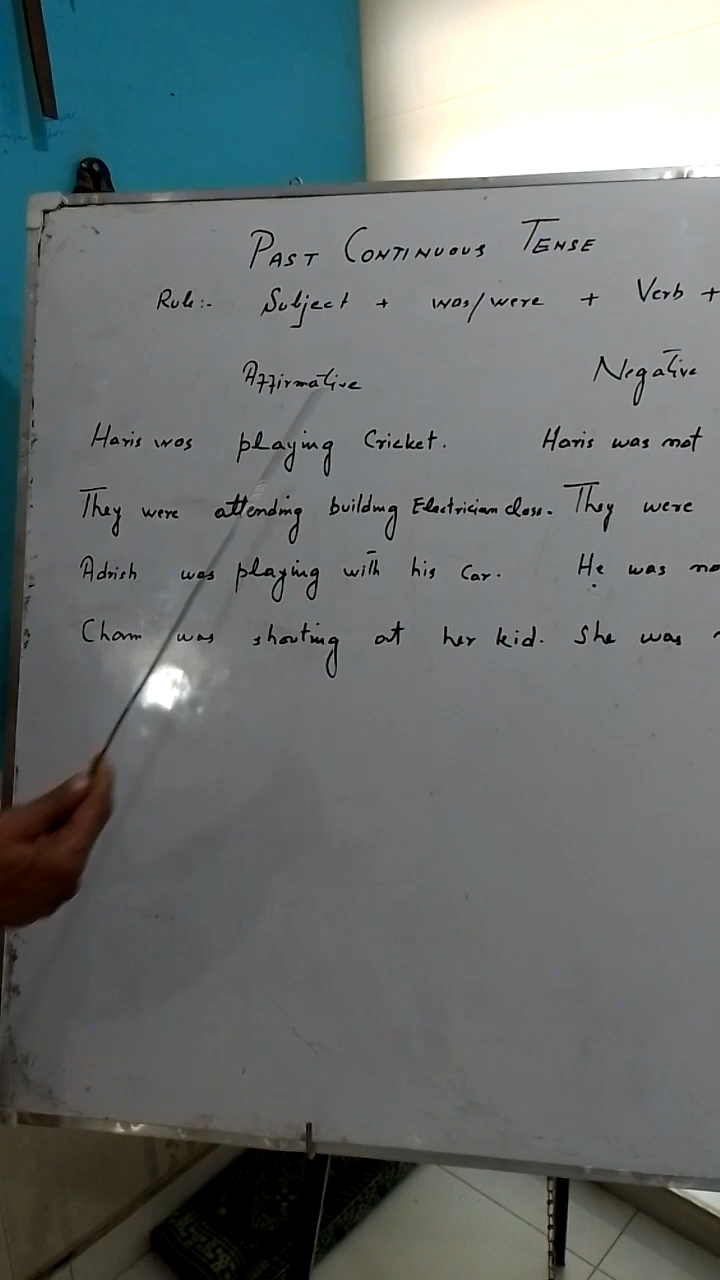 PAST CONTINUOUS TENSE
Rule:- Subject + was/were + Verb +
Affirmative Negative
Haris was playing Cricket. Haris was not
They were attending building Electrician class. They were
Adrish was playing with his Car. He was no
Cham was shouting at her kid. She was